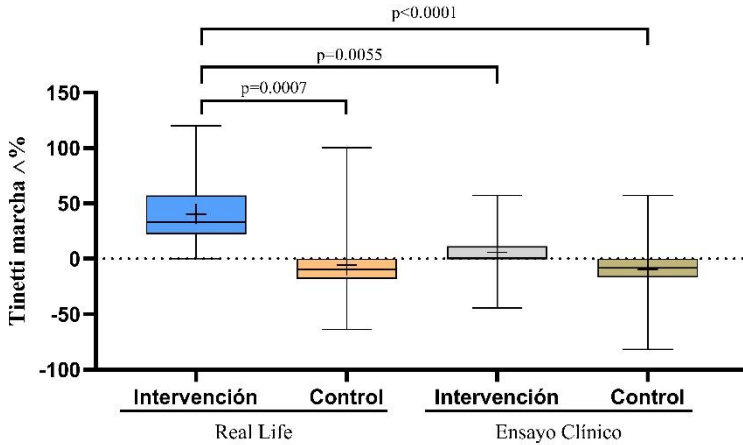 p<0.0001
p=0.0055
p=0.0007
Tinetti marcha ^%
150
100
50
0
-50
-100
Intervención Control Intervención Control
Real Life Ensayo Clínico